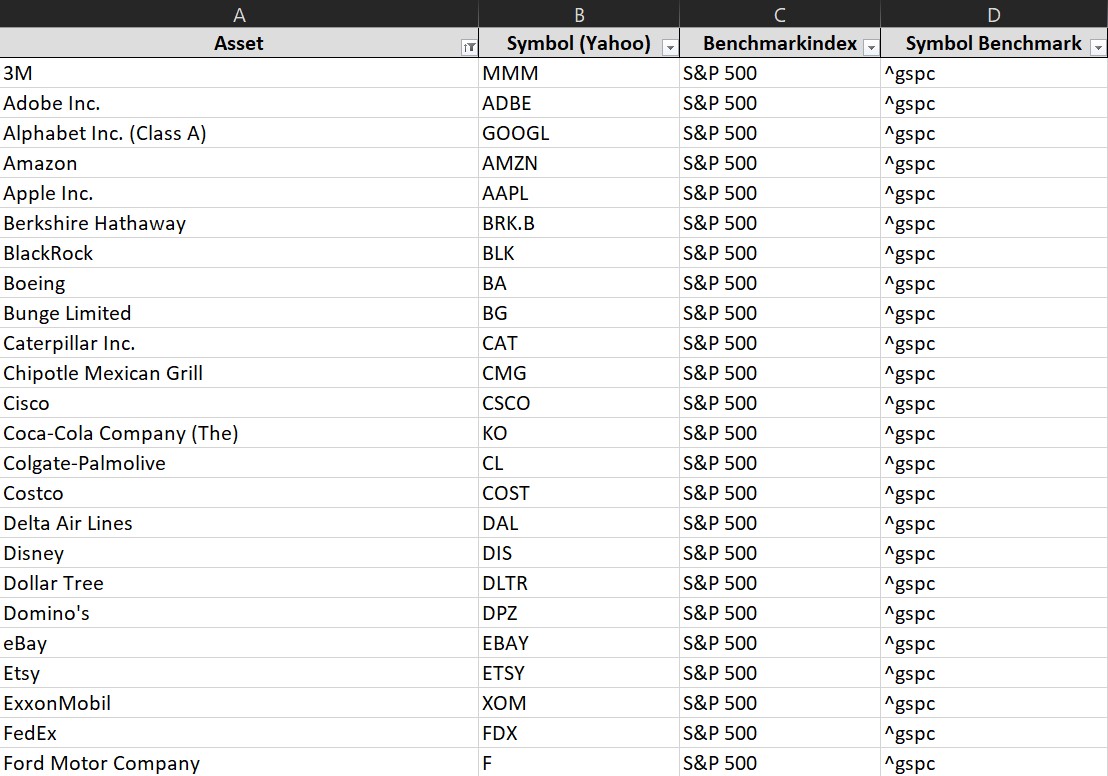 A B C D
Asset Symbol (Yahoo) Benchmarkindex Symbol Benchmark
3M MMM S&P 500 ^gspc
Adobe Inc. ADBE S&P 500 ^gspc
Alphabet Inc. (Class A) GOOGL S&P 500 ^gspc
Amazon AMZN S&P 500 ^gspc
Apple Inc. AAPL S&P 500 ^gspc
Berkshire Hathaway BRK.B S&P 500 ^gspc
BlackRock BLK S&P 500 ^gspc
Boeing BA S&P 500 ^gspc
Bunge Limited BG S&P 500 ^gspc
Caterpillar Inc. CAT S&P 500 ^gspc
Chipotle Mexican Grill CMG S&P 500 ^gspc
Cisco CSCO S&P 500 ^gspc
Coca-Cola Company (The) KO S&P 500 ^gspc
Colgate-Palmolive CL S&P 500 ^gspc
Costco COST S&P 500 ^gspc
Delta Air Lines DAL S&P 500 ^gspc
Disney DIS S&P 500 ^gspc
Dollar Tree DLTR S&P 500 ^gspc
Domino's DPZ S&P 500 ^gspc
eBay EBAY S&P 500 ^gspc
Etsy ETSY S&P 500 ^gspc
ExxonMobil XOM S&P 500 ^gspc
FedEx FDX S&P 500 ^gspc
Ford Motor Company F S&P 500 ^gspc